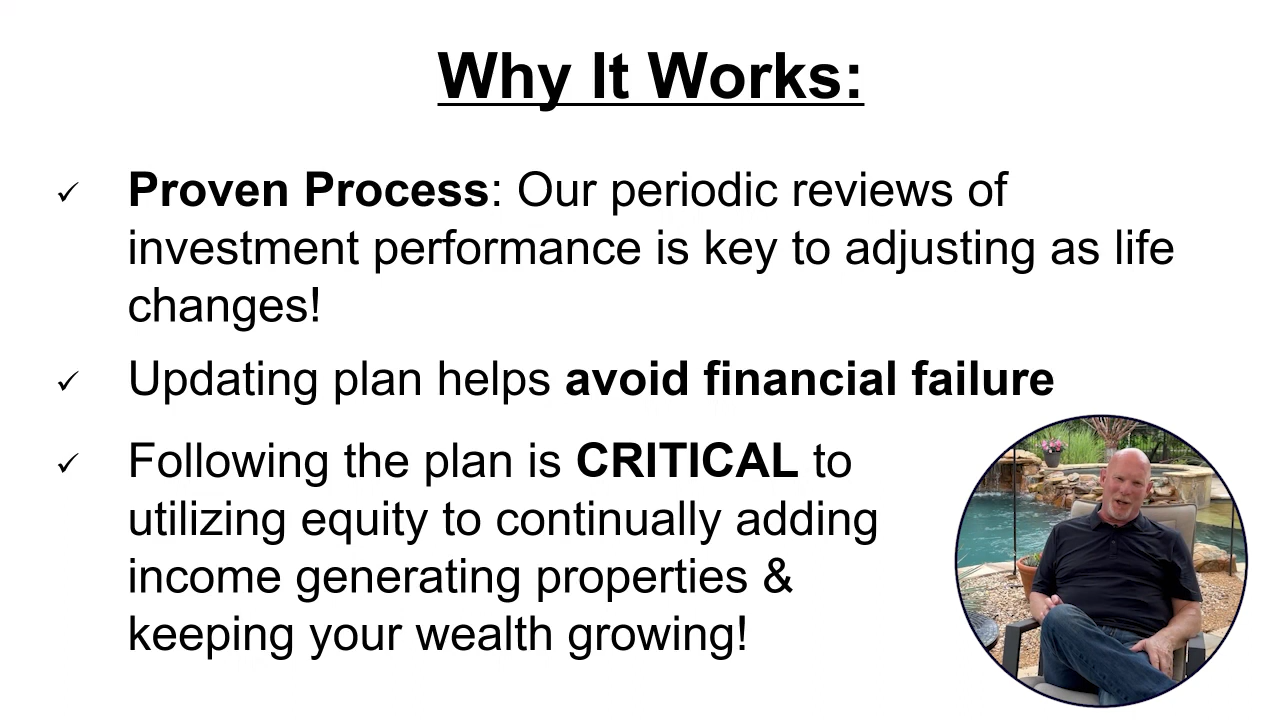 Why It Works:
✓ Proven Process: Our periodic reviews of
investment performance is key to adjusting as life
changes!
✓ Updating plan helps avoid financial failure
✓ Following the plan is CRITICAL to
utilizing equity to continually adding
income generating properties &
keeping your wealth growing!